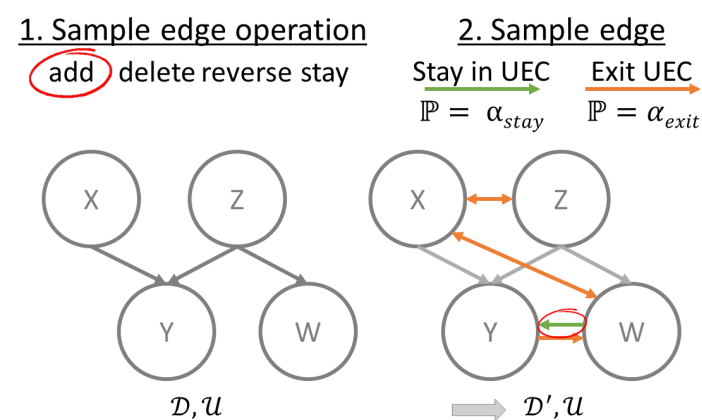 1. Sample edge operation
add delete reverse stay
X
Z
Y
W
𝒟, 𝒰
2. Sample edge
Stay in UEC
ℙ = α_stay
Exit UEC
ℙ = α_exit
X
Z
Y
W
𝒟′, 𝒰